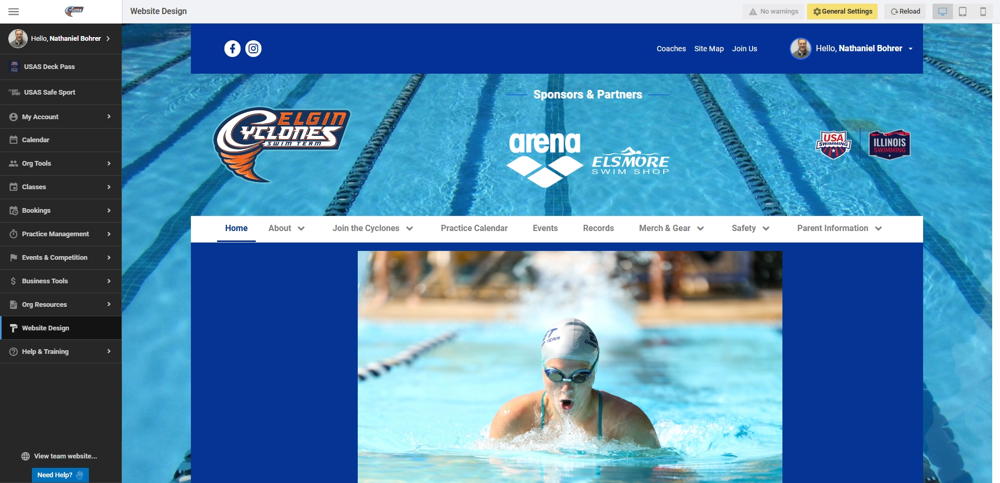 Website Design
No warnings
General Settings
Reload
Hello, Nathaniel Bohrer
USAS Deck Pass
SAFE
SPORT
USAS Safe Sport
My Account
Calendar
Org Tools
Classes
Bookings
Practice Management
Events & Competition
Business Tools
Org Resources
Website Design
Help & Training
View team website...
Need Help?
Coaches Site Map Join Us
Hello, Nathaniel Bohrer
Sponsors & Partners
ELGIN
CYCLONES
SWIM TEAM
arena
ELSMORE
SWIM SHOP
USA
SWIMMING
ILLINOIS
SWIMMING
Home About Join the Cyclones Practice Calendar Events Records Merch & Gear Safety Parent Information
TEAM